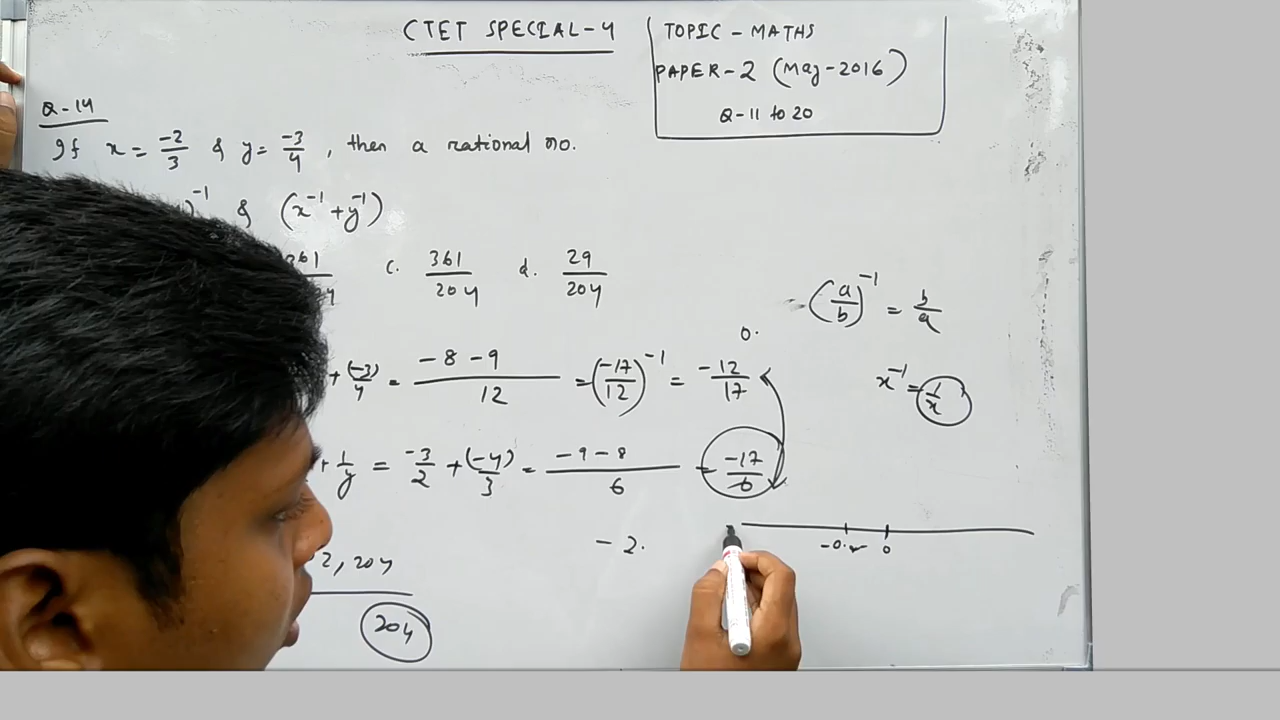 CTET SPECIAL-4
TOPIC - MATHS
PAPER-2 (May-2016)
Q-11 to 20
Q-14
If x = -2/3 & y = -3/4, then a rational no.
)⁻¹ & (x⁻¹ + y⁻¹)
361/ c. 361/204 d. 29/204
-(a/b)⁻¹ = b/a
0.
+ (-3)/4 = -8-9/12 = (-17/12)⁻¹ = -12/17
x⁻¹ = 1/x
+ 1/y = -3/2 + (-4)/3 = -9-8/6 = -17/6
-2.
-0. 0
2, 204
204